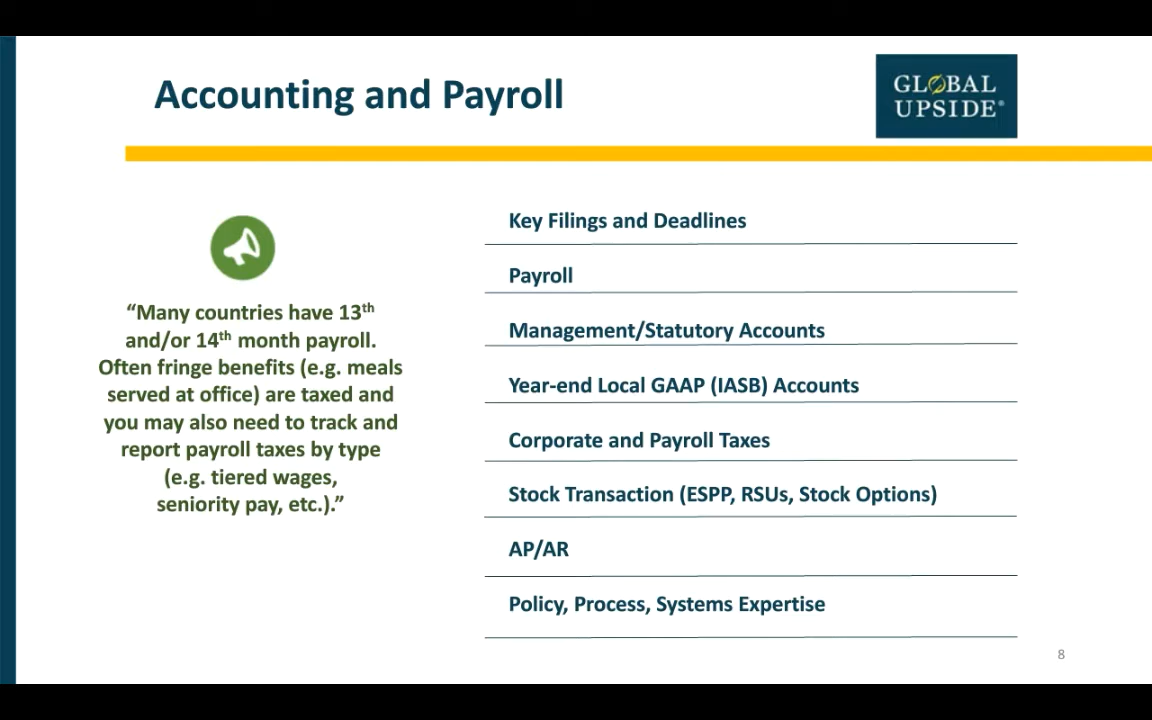 Accounting and Payroll
GLOBAL
UPSIDE®
“Many countries have 13th
and/or 14th month payroll.
Often fringe benefits (e.g. meals
served at office) are taxed and
you may also need to track and
report payroll taxes by type
(e.g. tiered wages,
seniority pay, etc.).”
Key Filings and Deadlines
Payroll
Management/Statutory Accounts
Year-end Local GAAP (IASB) Accounts
Corporate and Payroll Taxes
Stock Transaction (ESPP, RSUs, Stock Options)
AP/AR
Policy, Process, Systems Expertise
8